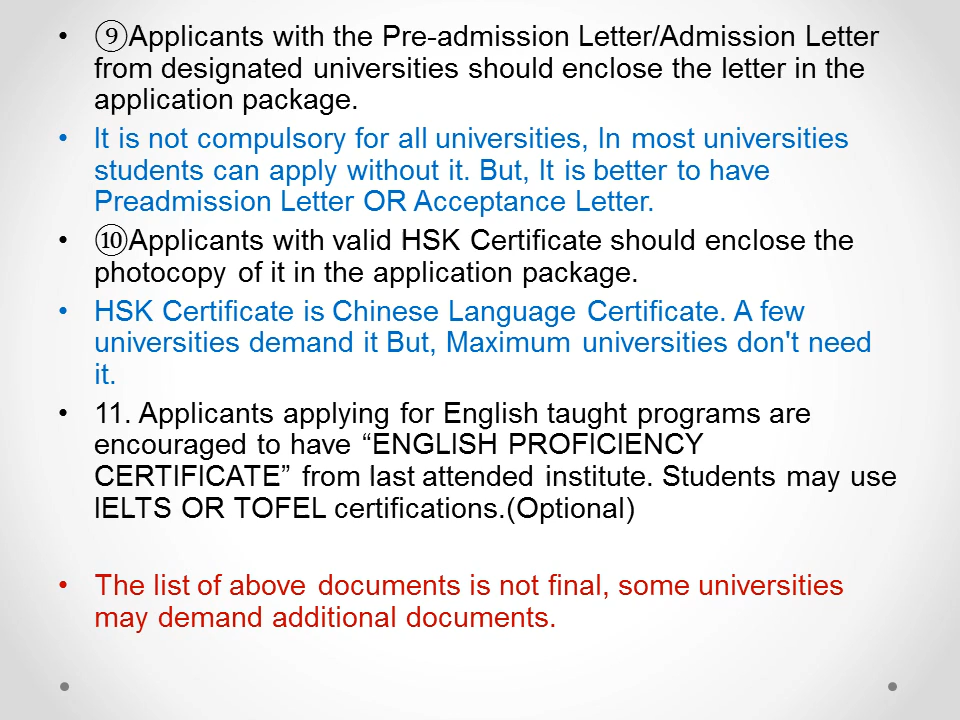 • ⑨Applicants with the Pre-admission Letter/Admission Letter
from designated universities should enclose the letter in the
application package.
• It is not compulsory for all universities, In most universities
students can apply without it. But, It is better to have
Preadmission Letter OR Acceptance Letter.
• ⑩Applicants with valid HSK Certificate should enclose the
photocopy of it in the application package.
• HSK Certificate is Chinese Language Certificate. A few
universities demand it But, Maximum universities don't need
it.
• 11. Applicants applying for English taught programs are
encouraged to have “ENGLISH PROFICIENCY
CERTIFICATE” from last attended institute. Students may use
IELTS OR TOFEL certifications.(Optional)
• The list of above documents is not final, some universities
may demand additional documents.